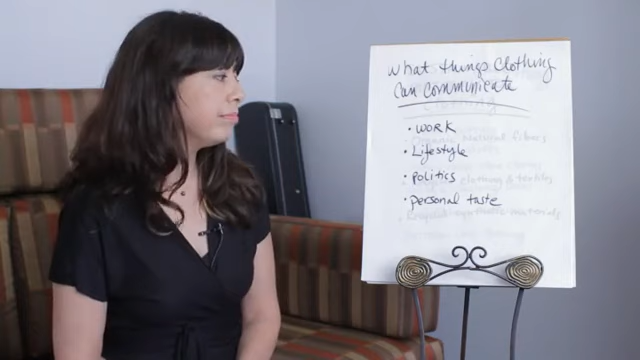 What things Clothing
Can Communicate
• WORK
• Lifestyle
• politics
• personal taste